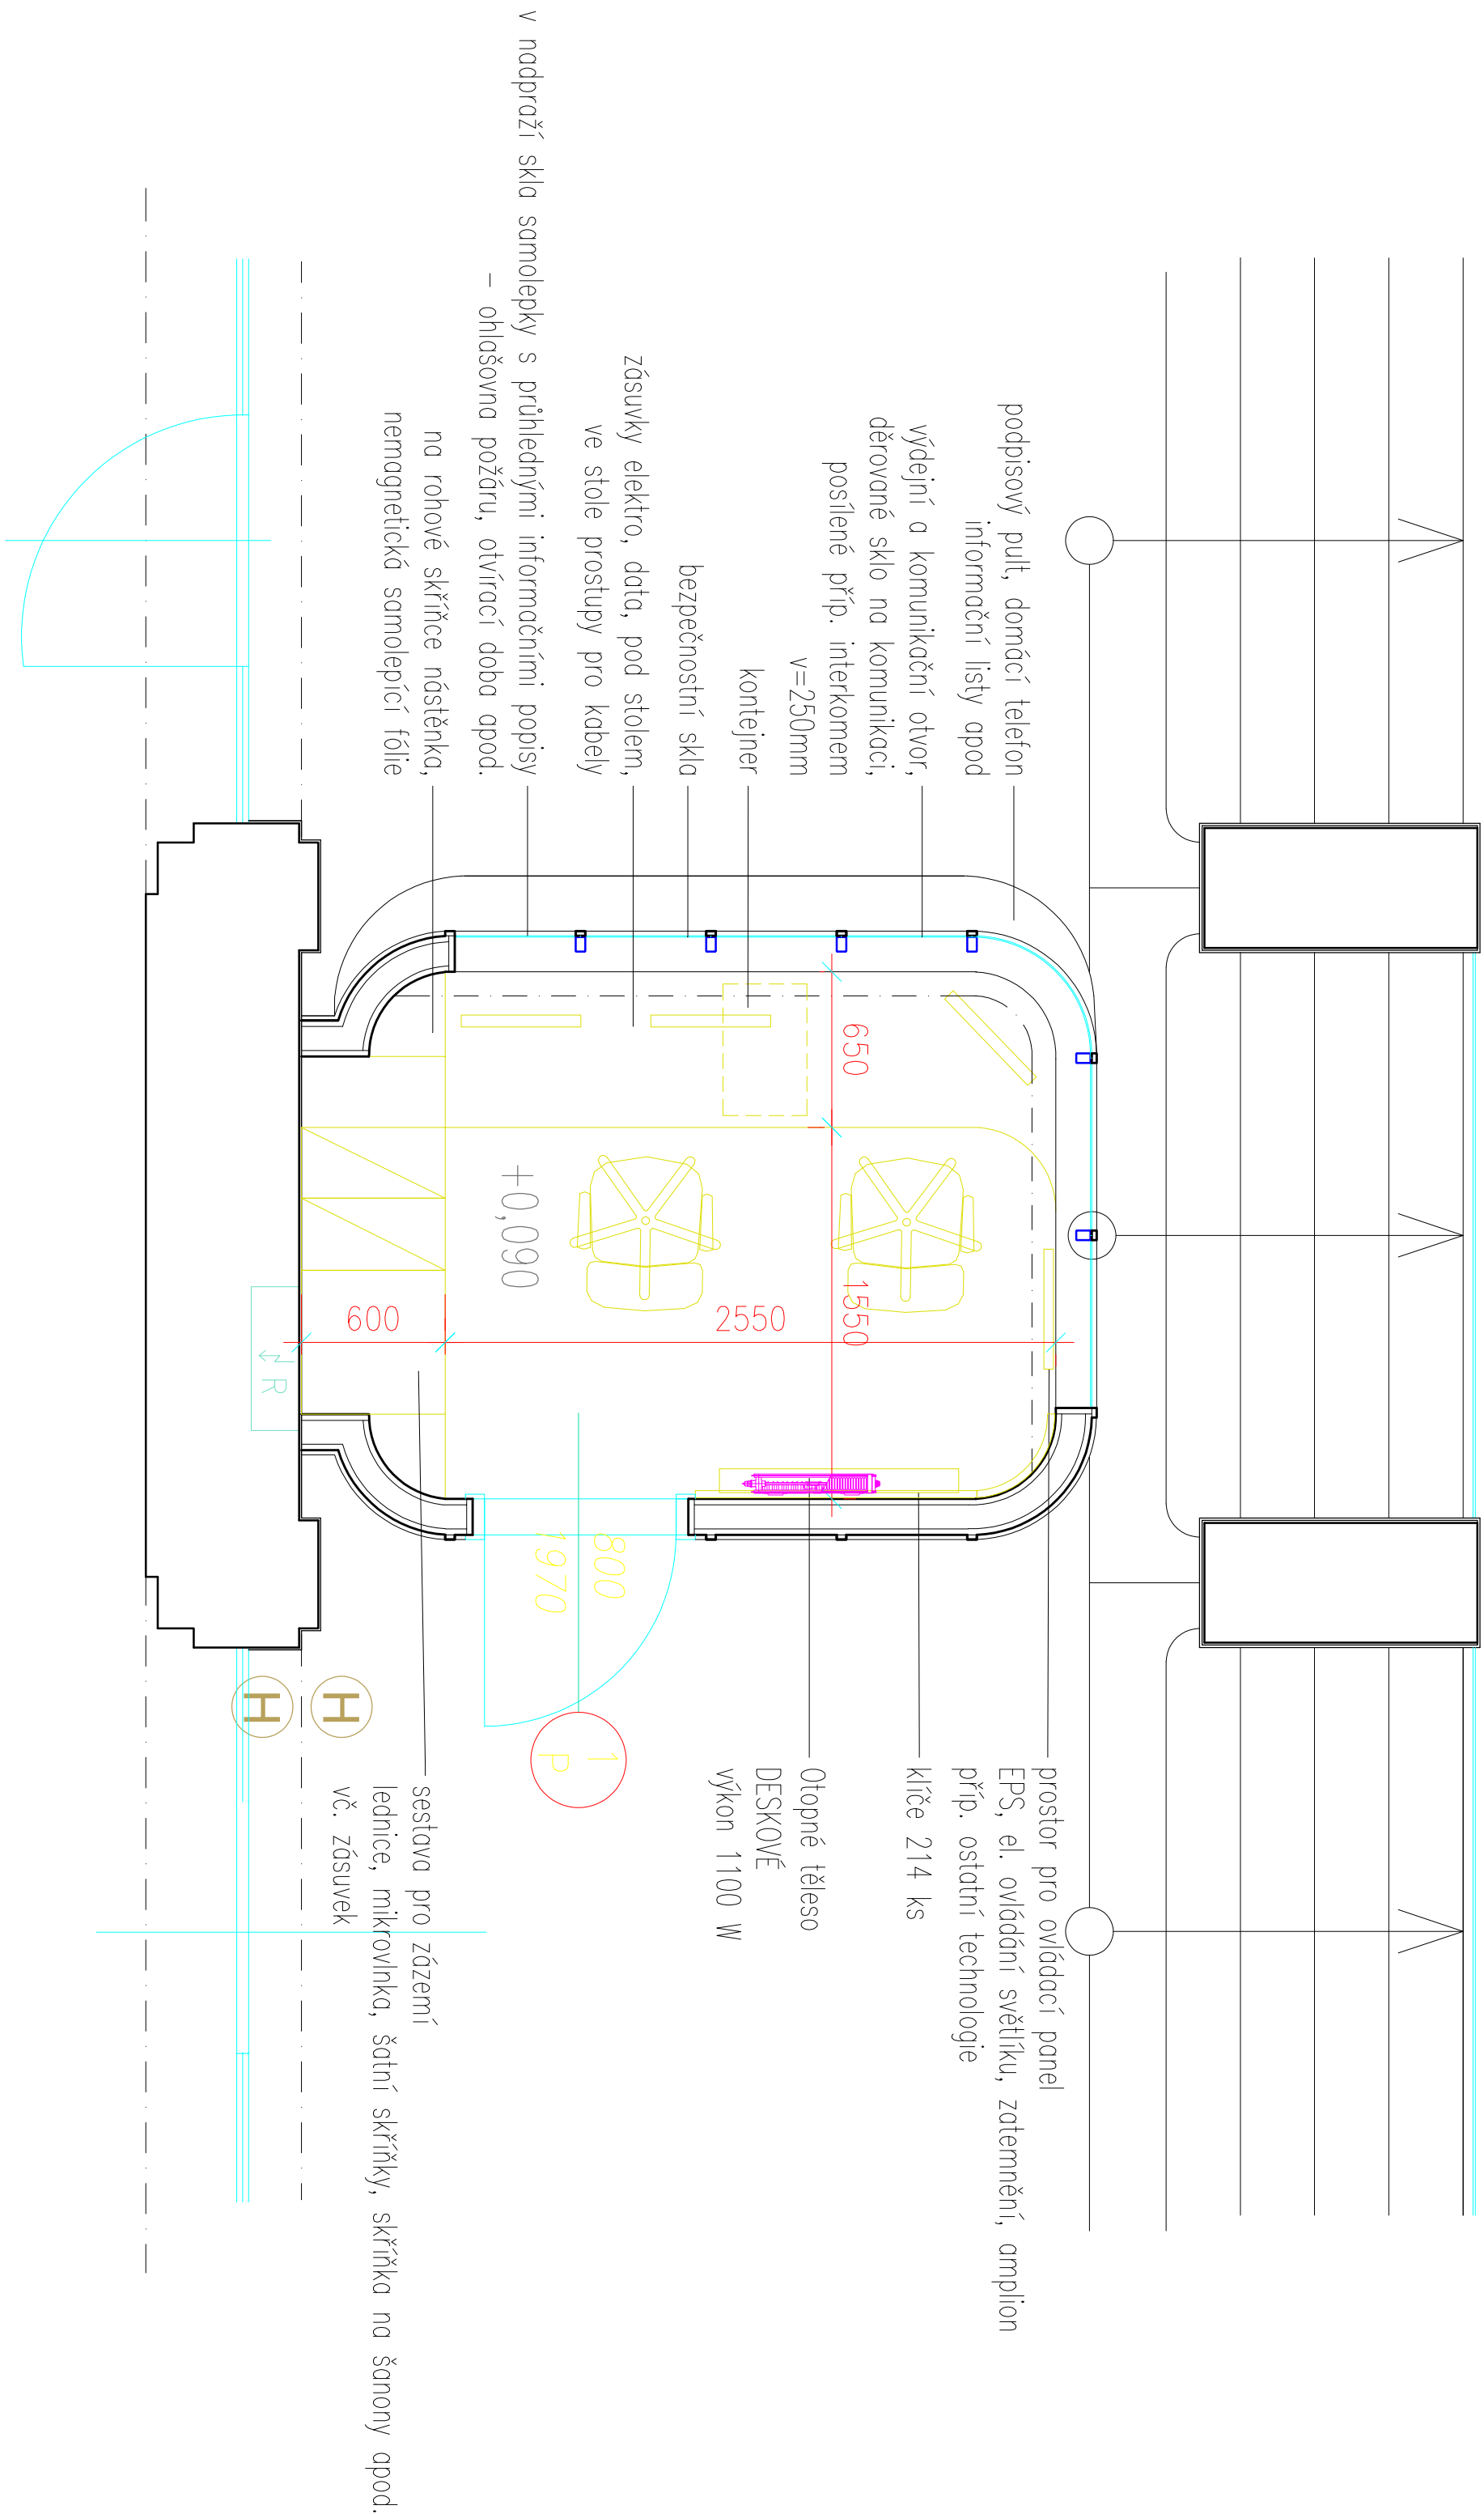 podpisový pult, domácí telefon
informační listy apod
výdejní a komunikační otvor,
děrované sklo na komunikaci,
posílené příp. interkomem
v=250mm
kontejner
bezpečnostní skla
zásuvky elektro, data, pod stolem,
ve stole prostupy pro kabely
v nadpraží skla samolepky s průhlednými informačními popisy
- ohlašovna požáru, otvírací doba apod.
na rohové skříňce nástěnka,
nemagnetická samolepící fólie
650
1550
2550
600
+0,090
R
800
1970
1
P
H
H
prostor pro ovládací panel
EPS, el. ovládání světlíku, zatemnění, amplion
příp. ostatní technologie
klíče 214 ks
Otopné těleso
DESKOVÉ
výkon 1100 W
sestava pro zázemí
lednice, mikrovlnka, šatní skříňky, skříňka na šanony apod.
vč. zásuvek